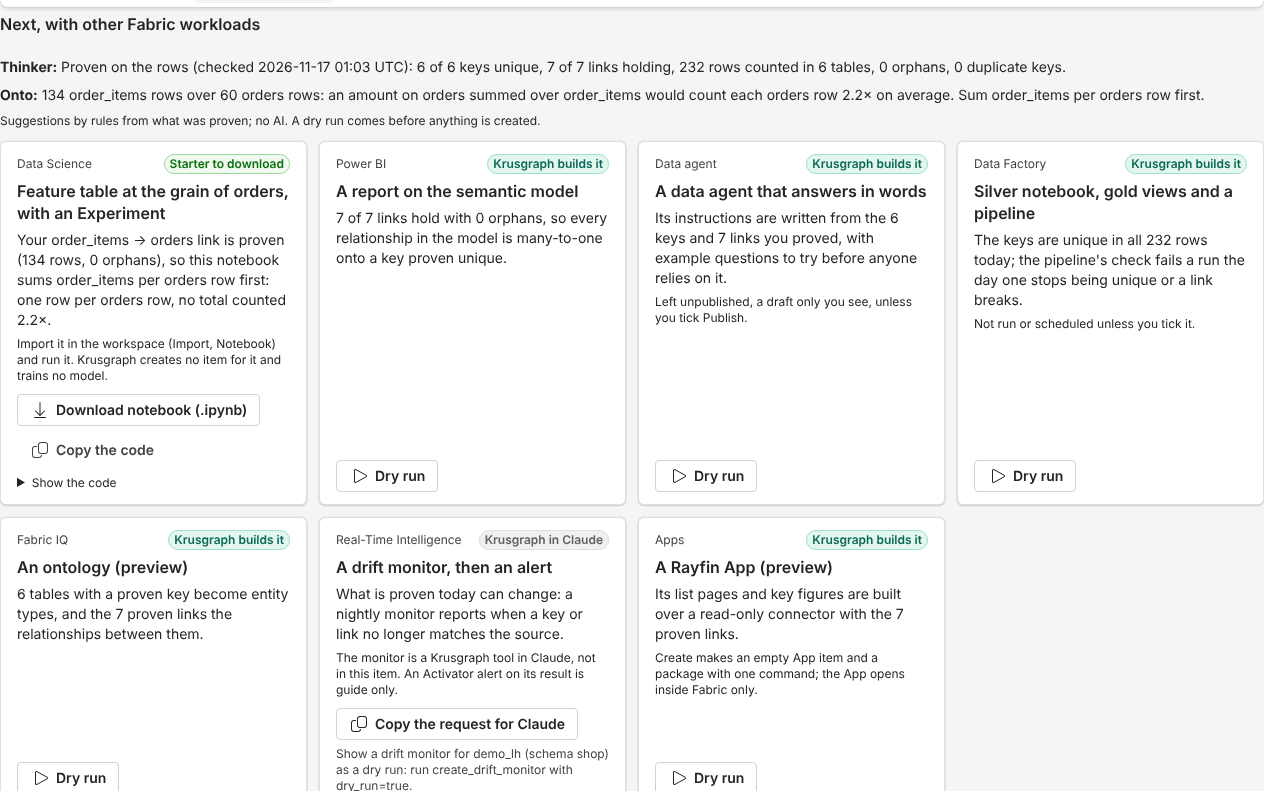 Next, with other Fabric workloads
Thinker: Proven on the rows (checked 2026-11-17 01:03 UTC): 6 of 6 keys unique, 7 of 7 links holding, 232 rows counted in 6 tables, 0 orphans, 0 duplicate keys.
Onto: 134 order_items rows over 60 orders rows: an amount on orders summed over order_items would count each orders row 2.2× on average. Sum order_items per orders row first.
Suggestions by rules from what was proven; no AI. A dry run comes before anything is created.
Data Science
Starter to download
Feature table at the grain of orders,
with an Experiment
Your order_items → orders link is proven
(134 rows, 0 orphans), so this notebook
sums order_items per orders row first:
one row per orders row, no total counted
2.2×.
Import it in the workspace (Import, Notebook)
and run it. Krusgraph creates no item for it and
trains no model.
Download notebook (.ipynb)
Copy the code
Show the code
Power BI
Krusgraph builds it
A report on the semantic model
7 of 7 links hold with 0 orphans, so every
relationship in the model is many-to-one
onto a key proven unique.
Dry run
Data agent
Krusgraph builds it
A data agent that answers in words
Its instructions are written from the 6
keys and 7 links you proved, with
example questions to try before anyone
relies on it.
Left unpublished, a draft only you see, unless
you tick Publish.
Dry run
Data Factory
Krusgraph builds it
Silver notebook, gold views and a
pipeline
The keys are unique in all 232 rows
today; the pipeline's check fails a run the
day one stops being unique or a link
breaks.
Not run or scheduled unless you tick it.
Dry run
Fabric IQ
Krusgraph builds it
An ontology (preview)
6 tables with a proven key become entity
types, and the 7 proven links the
relationships between them.
Dry run
Real-Time Intelligence
Krusgraph in Claude
A drift monitor, then an alert
What is proven today can change: a
nightly monitor reports when a key or
link no longer matches the source.
The monitor is a Krusgraph tool in Claude, not
in this item. An Activator alert on its result is
guide only.
Copy the request for Claude
Show a drift monitor for demo_lh (schema shop)
as a dry run: run create_drift_monitor with
dry_run=true.
Apps
Krusgraph builds it
A Rayfin App (preview)
Its list pages and key figures are built
over a read-only connector with the 7
proven links.
Create makes an empty App item and a
package with one command; the App opens
inside Fabric only.
Dry run